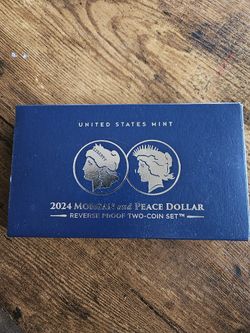 UNITED STATES MINT
2024 MORGAN and PEACE DOLLAR
REVERSE PROOF TWO-COIN SET™